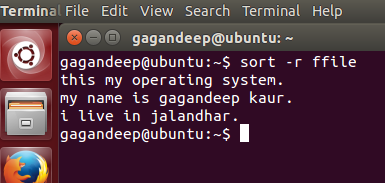 Terminal File Edit View Search Terminal Help
gagandeep@ubuntu: ~
gagandeep@ubuntu:~$ sort -r ffile
this my operating system.
my name is gagandeep kaur.
i live in jalandhar.
gagandeep@ubuntu:~$